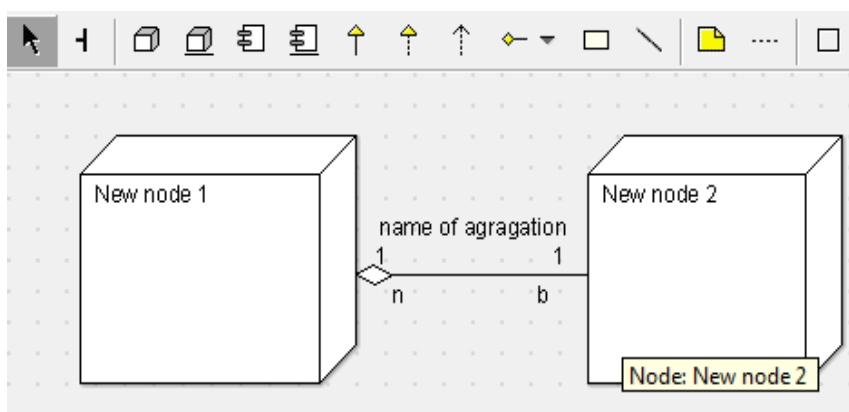 New node 1
New node 2
name of agragation
1
1
n
b
Node: New node 2